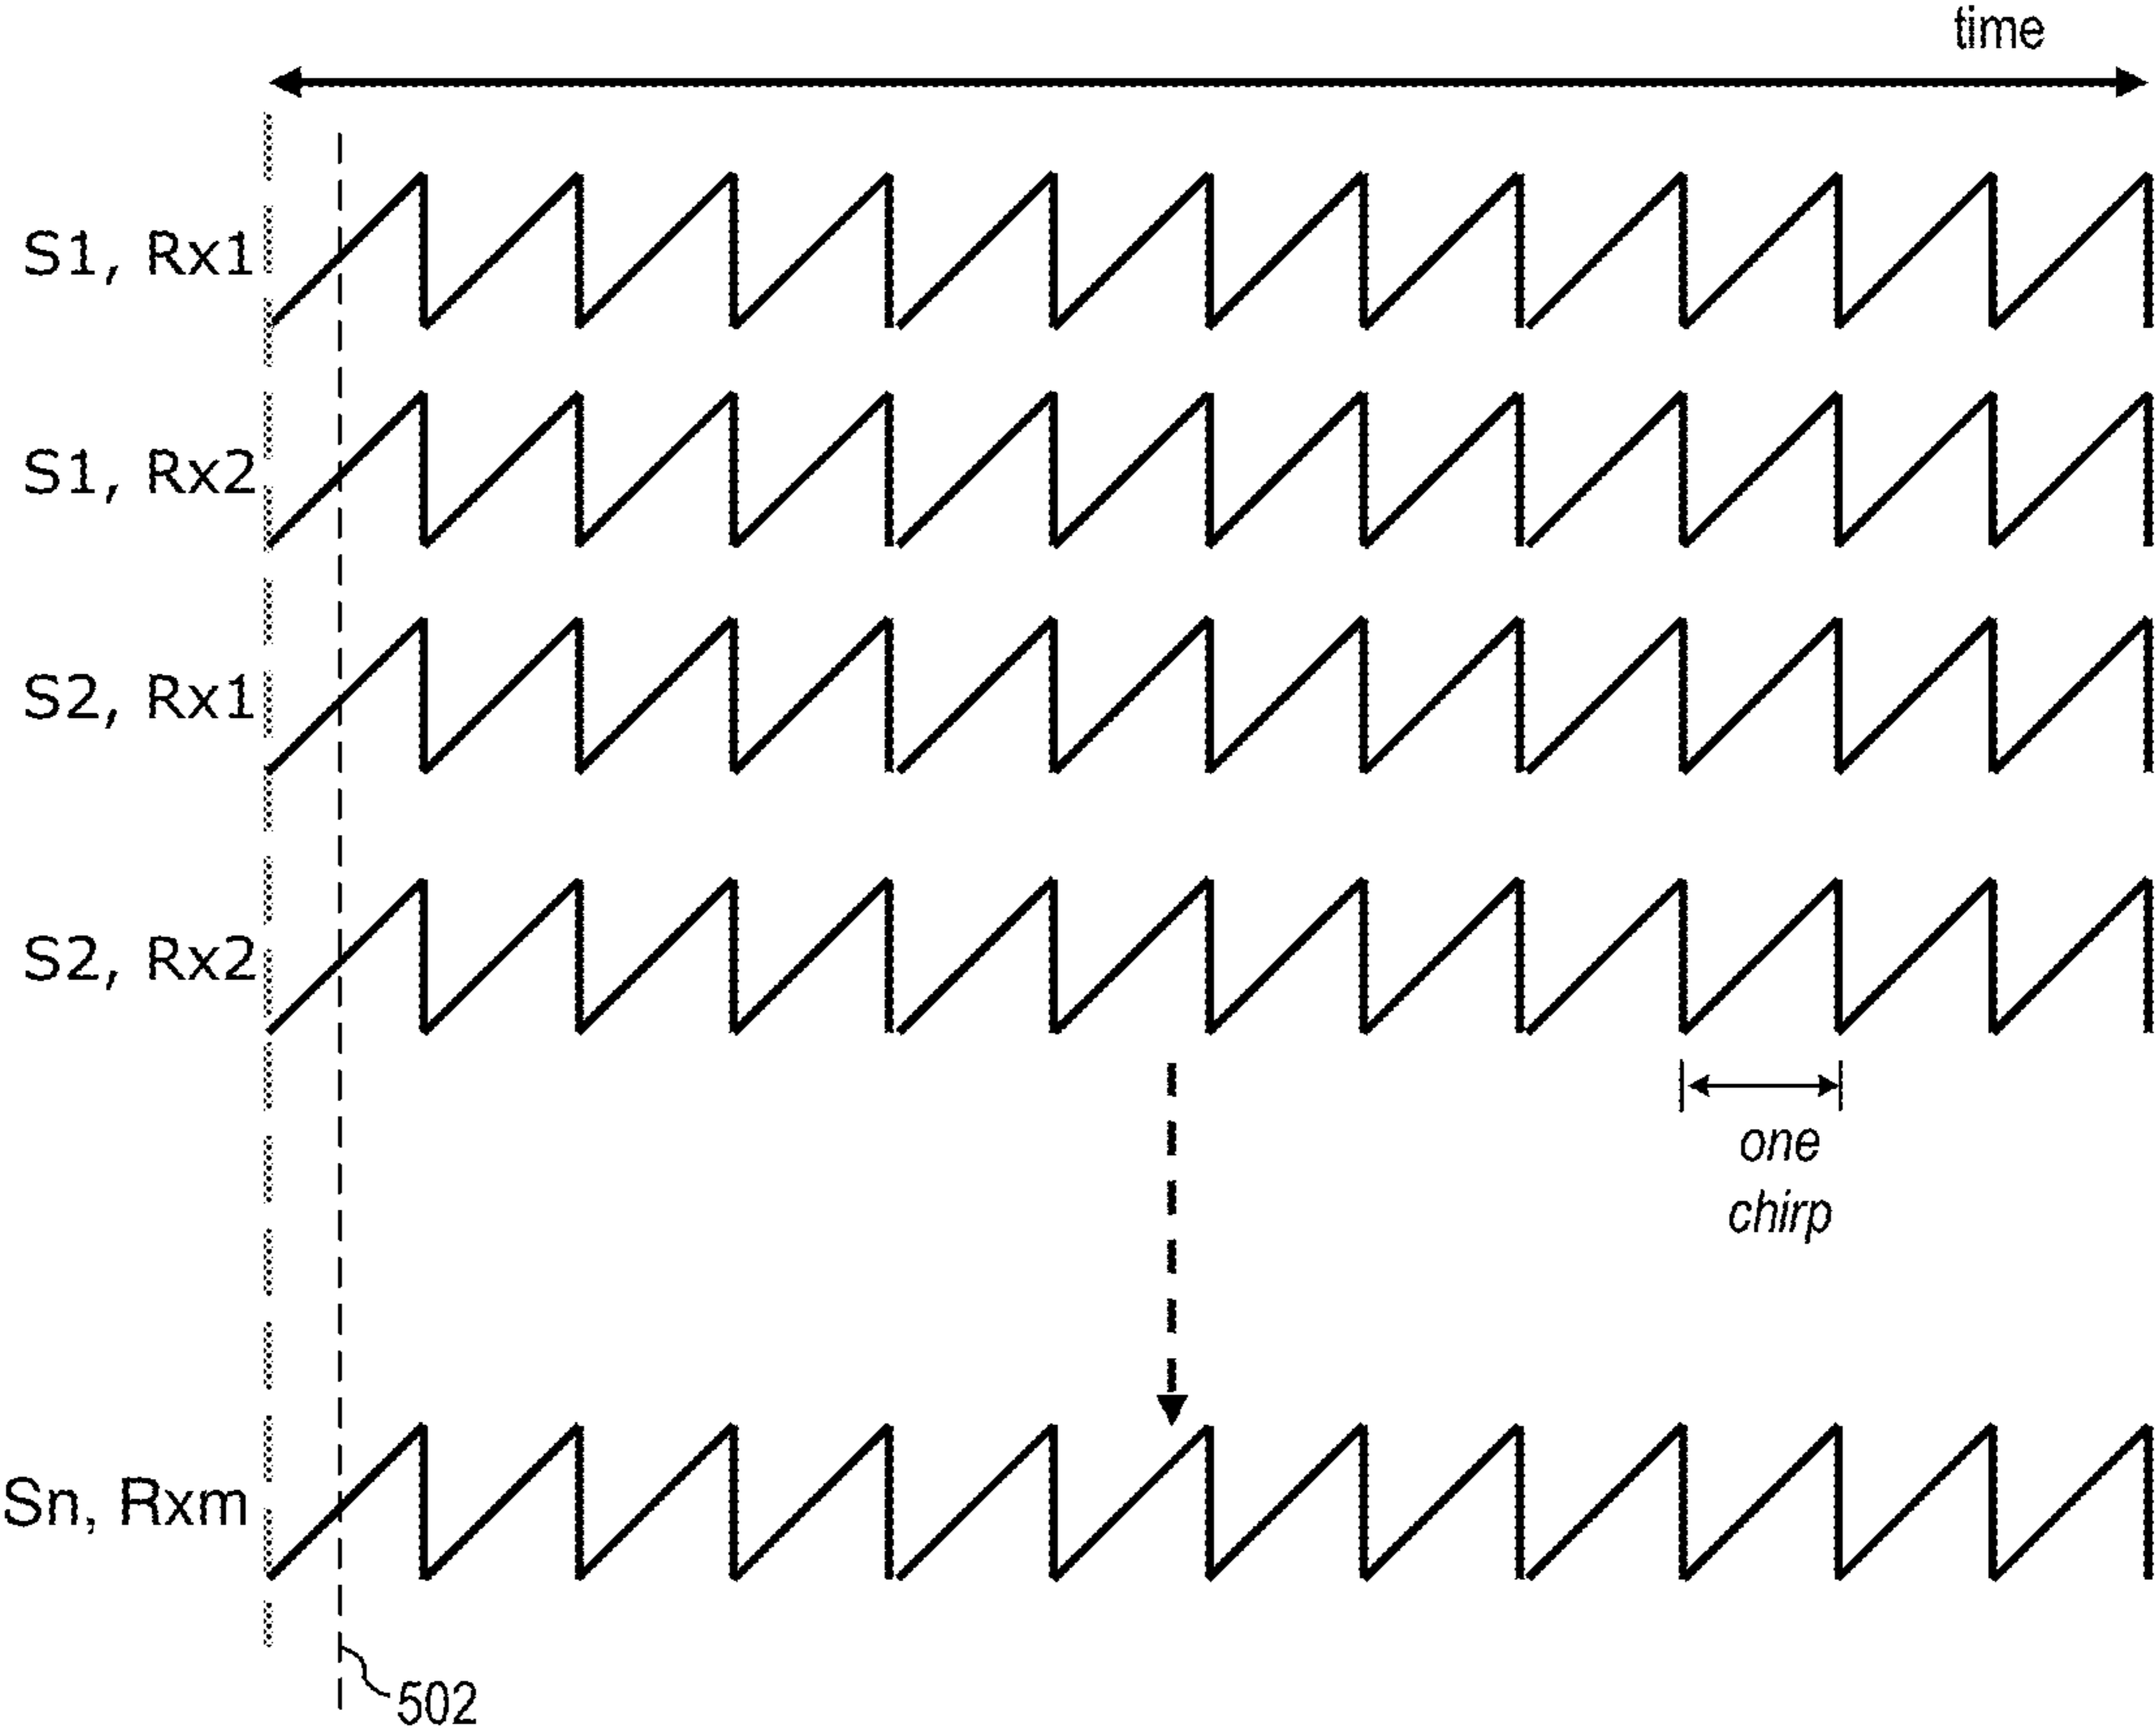 time
S1, Rx1
S1, Rx2
S2, Rx1
S2, Rx2
one
chirp
Sn, Rxm
502